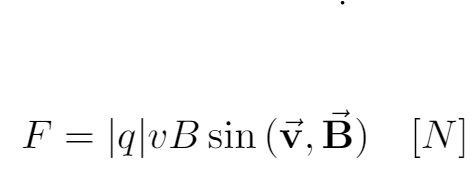 .
F = |q|vB sin (v⃗, B⃗) [N]